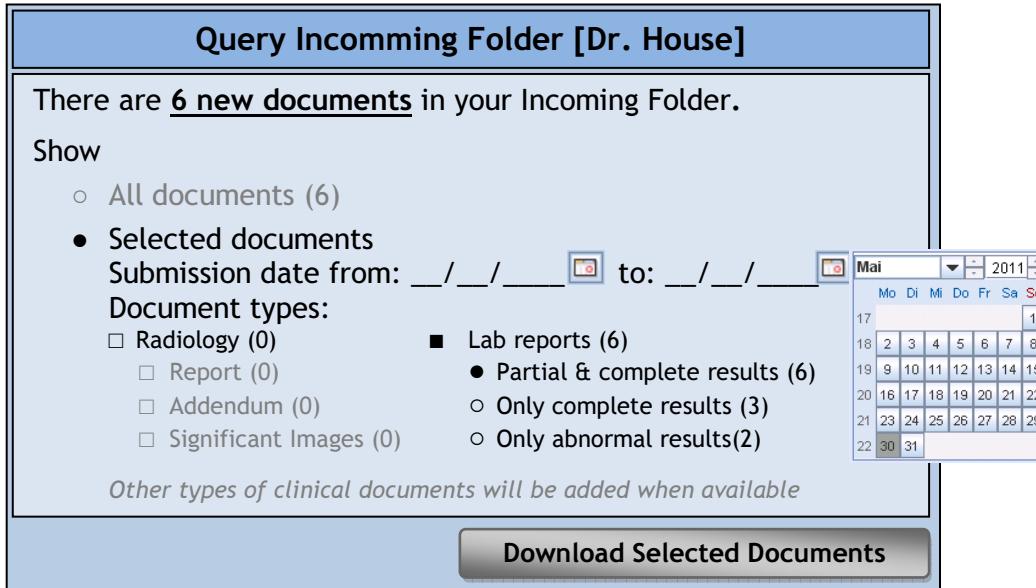 Query Incomming Folder [Dr. House]
There are 6 new documents in your Incoming Folder.
Show
○ All documents (6)
● Selected documents
Submission date from: __/__/____ to: __/__/____
Document types:
□ Radiology (0) ■ Lab reports (6)
□ Report (0) ● Partial & complete results (6)
□ Addendum (0) ○ Only complete results (3)
□ Significant Images (0) ○ Only abnormal results(2)
Other types of clinical documents will be added when available
Download Selected Documents
Mai 2011
Mo Di Mi Do Fr Sa
17 1
18 2 3 4 5 6 7 8
19 9 10 11 12 13 14 15
20 16 17 18 19 20 21 22
21 23 24 25 26 27 28 29
22 30 31